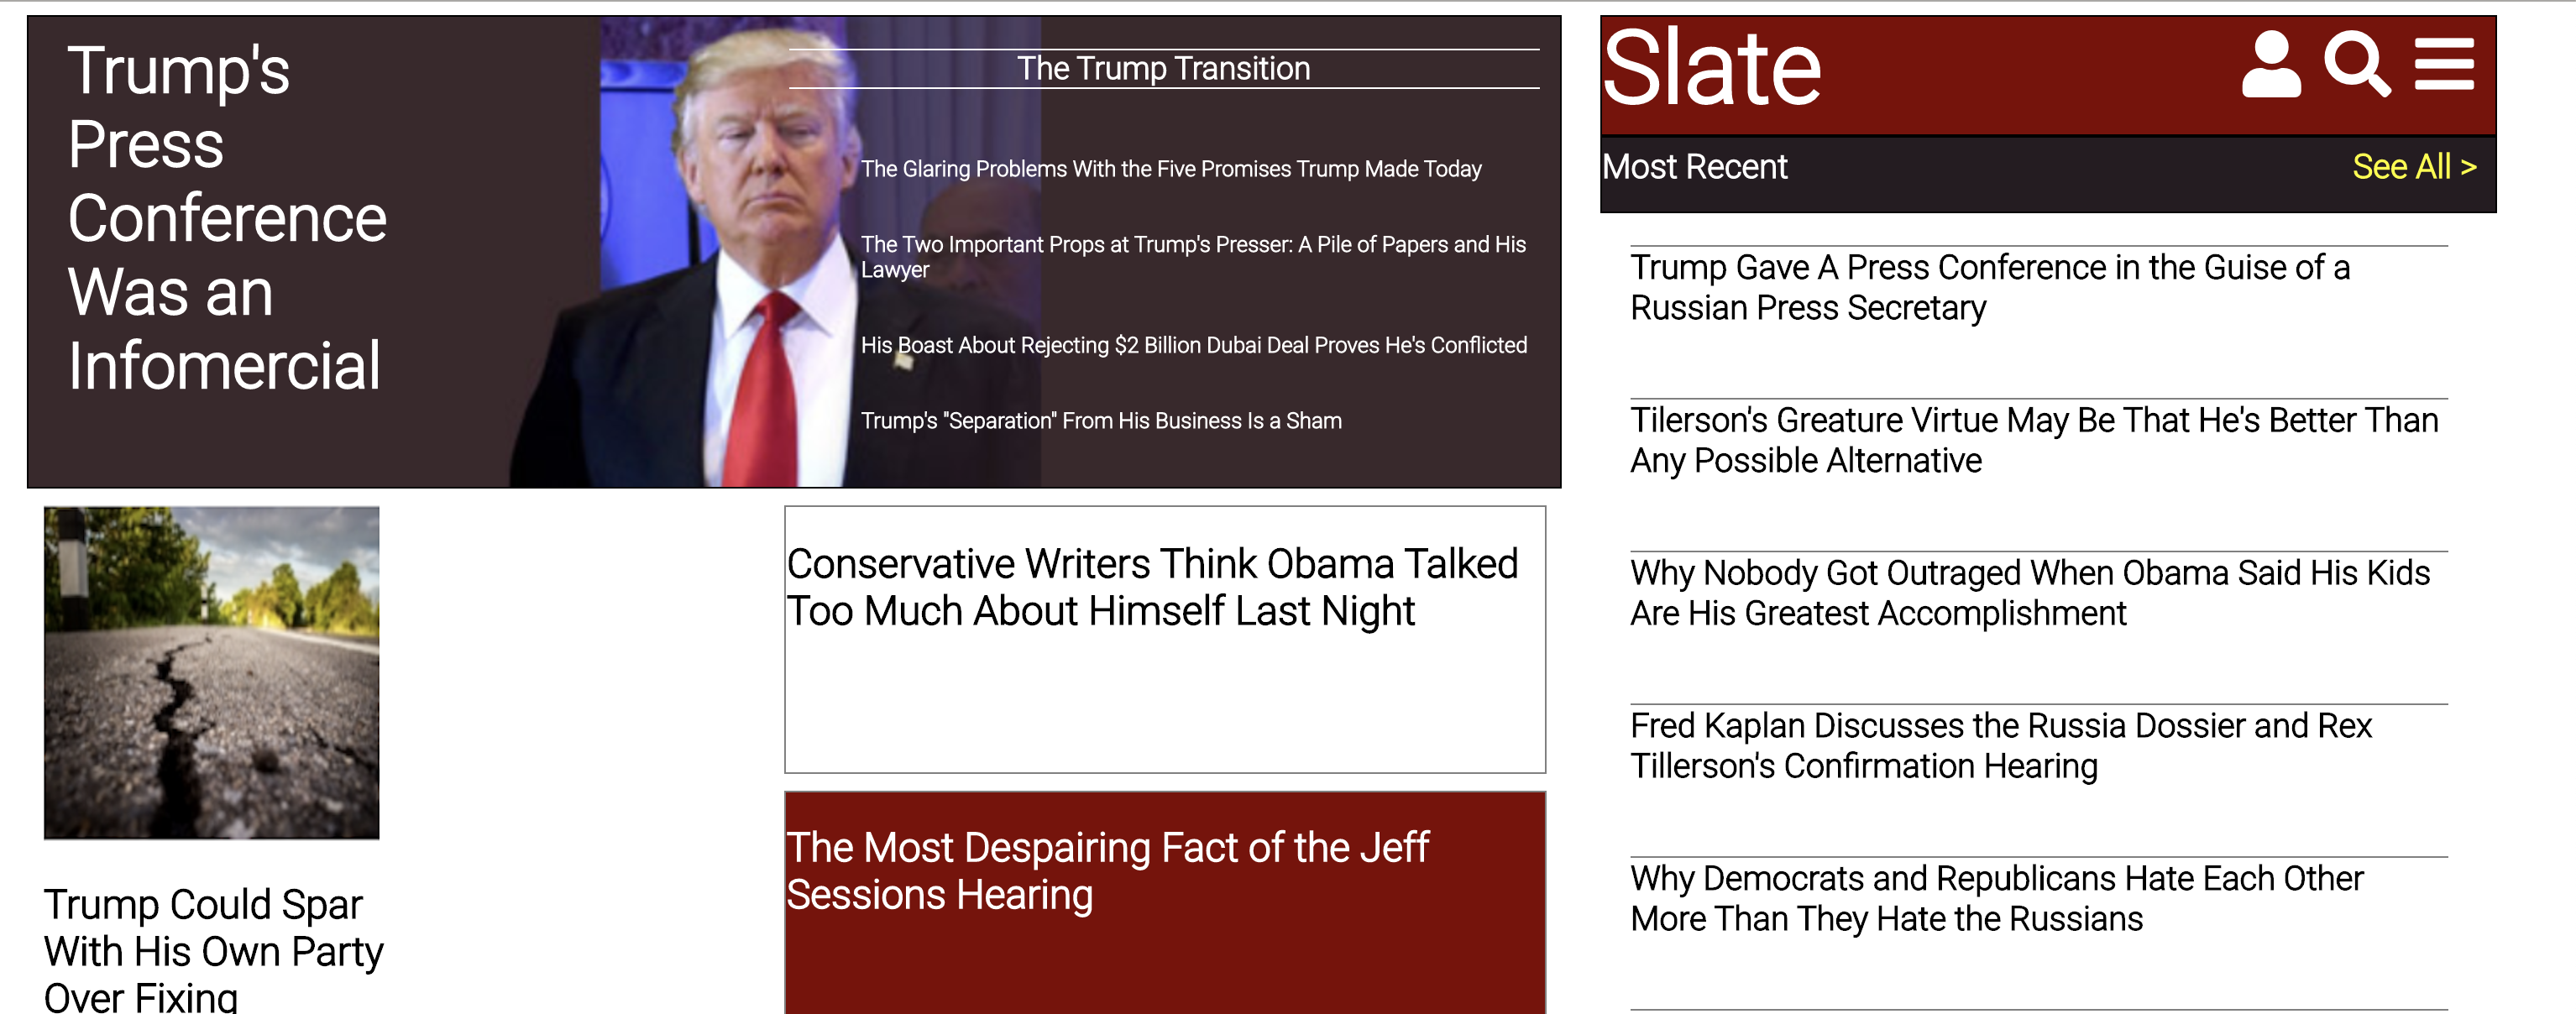 Trump's
Press
Conference
Was an
Infomercial
The Trump Transition
The Glaring Problems With the Five Promises Trump Made Today
The Two Important Props at Trump's Presser: A Pile of Papers and His
Lawyer
His Boast About Rejecting $2 Billion Dubai Deal Proves He's Conflicted
Trump's "Separation" From His Business Is a Sham
Slate
Most Recent
See All >
Trump Gave A Press Conference in the Guise of a
Russian Press Secretary
Tilerson's Greature Virtue May Be That He's Better Than
Any Possible Alternative
Why Nobody Got Outraged When Obama Said His Kids
Are His Greatest Accomplishment
Fred Kaplan Discusses the Russia Dossier and Rex
Tillerson's Confirmation Hearing
Why Democrats and Republicans Hate Each Other
More Than They Hate the Russians
Conservative Writers Think Obama Talked
Too Much About Himself Last Night
The Most Despairing Fact of the Jeff
Sessions Hearing
Trump Could Spar
With His Own Party
Over Fixing